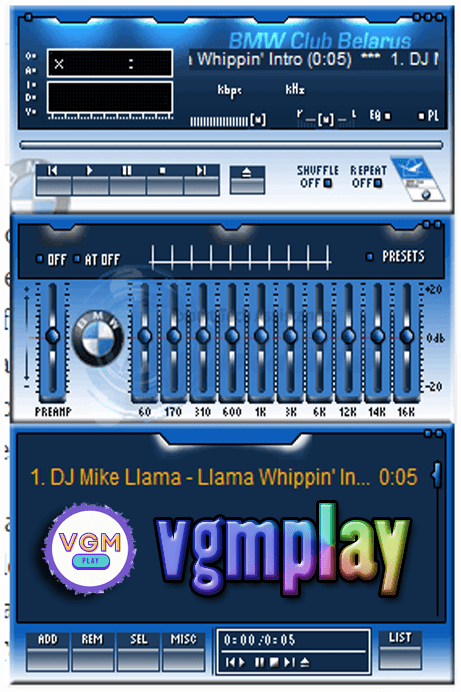 BMW Club Belarus
O
A
I
D
V
x :
a Whippin' Intro (0:05) *** 1. DJ M
kbps kHz
[M]
r [M] L EQ PL
SHUFFLE REPEAT
OFF OFF
OFF AT OFF PRESETS
+20
BMW
0db
-20
PREAMP 60 170 310 600 1K 3K 6K 12K 14K 16K
1. DJ Mike Llama - Llama Whippin' In... 0:05
VGM
PLAY
vgmplay
ADD REM SEL MISC 0:00/0:05 LIST